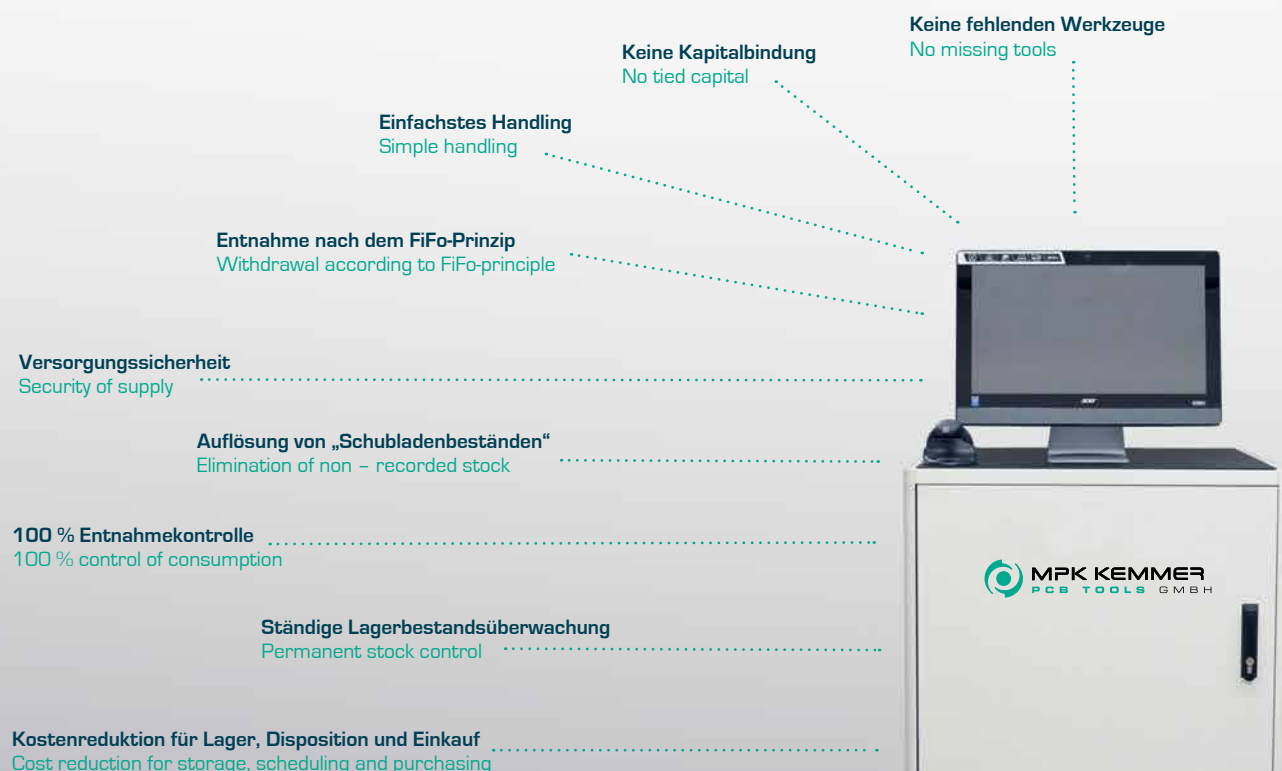 Keine fehlenden Werkzeuge
No missing tools
Keine Kapitalbindung
No tied capital
Einfachstes Handling
Simple handling
Entnahme nach dem FiFo-Prinzip
Withdrawal according to FiFo-principle
Versorgungssicherheit
Security of supply
Auflösung von „Schubladenbeständen“
Elimination of non – recorded stock
100 % Entnahmekontrolle
100 % control of consumption
Ständige Lagerbestandsüberwachung
Permanent stock control
Kostenreduktion für Lager, Disposition und Einkauf
Cost reduction for storage, scheduling and purchasing
acer
MPK KEMMER
PCB TOOLS GMBH